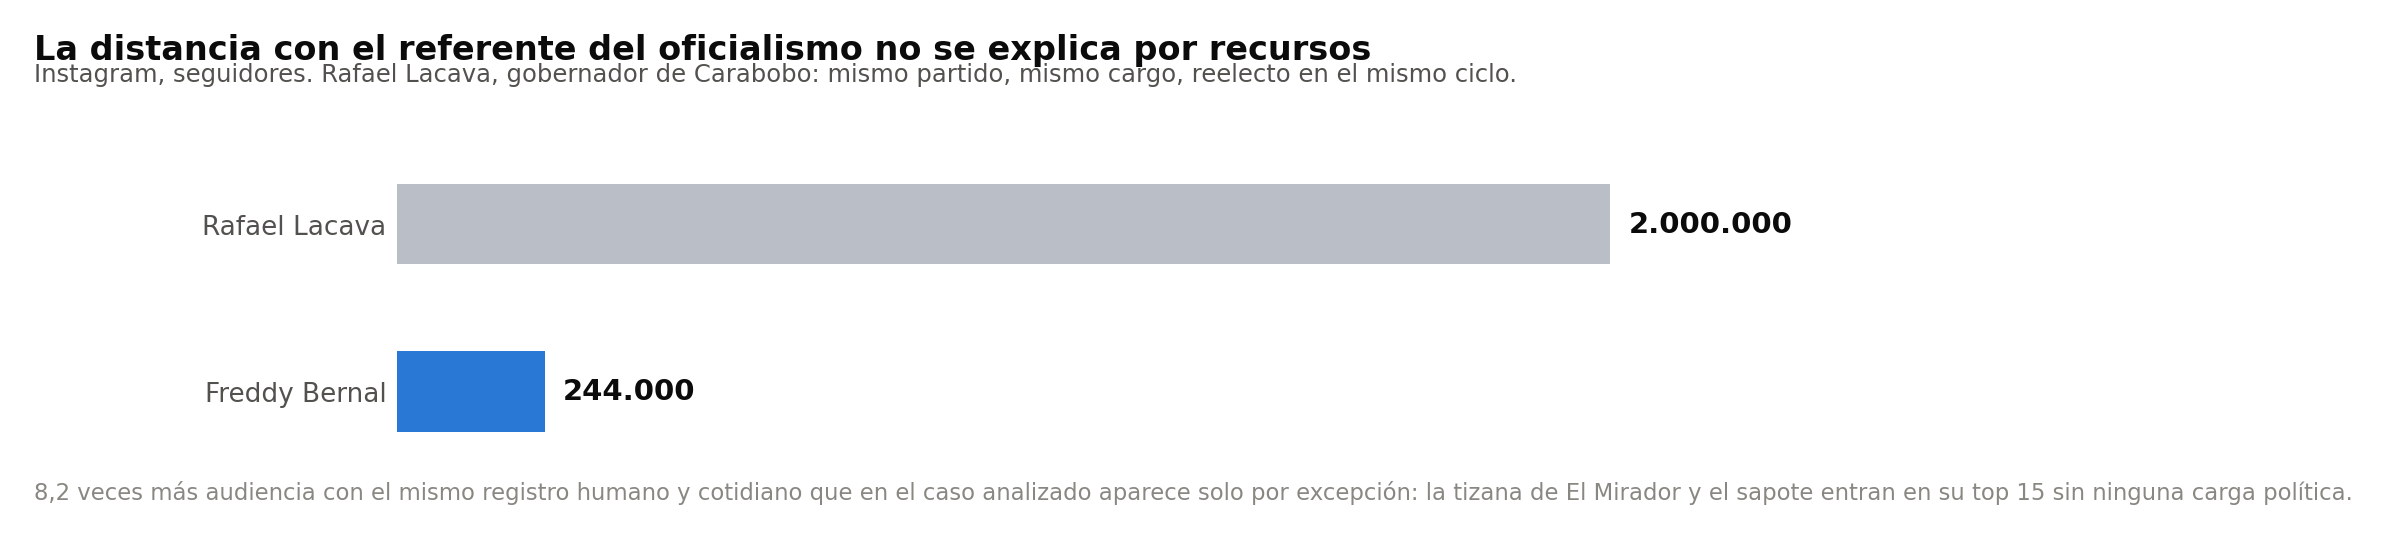 La distancia con el referente del oficialismo no se explica por recursos
Instagram, seguidores. Rafael Lacava, gobernador de Carabobo: mismo partido, mismo cargo, reelecto en el mismo ciclo.
Rafael Lacava
2.000.000
Freddy Bernal
244.000
8,2 veces más audiencia con el mismo registro humano y cotidiano que en el caso analizado aparece solo por excepción: la tizana de El Mirador y el sapote entran en su top 15 sin ninguna carga política.